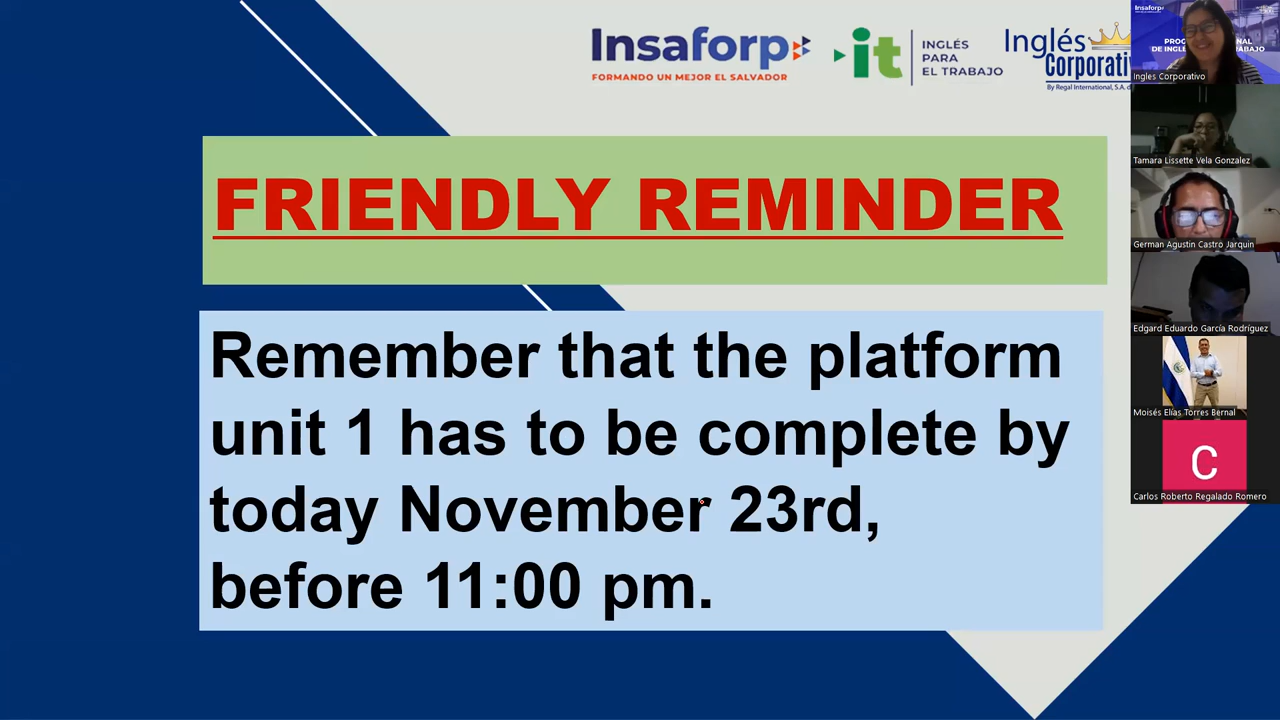 Insaforp
FORMANDO UN MEJOR EL SALVADOR
it
INGLÉS
PARA
EL TRABAJO
Inglés
Corporativ
By Regal International, S.A. d
FRIENDLY REMINDER
Remember that the platform
unit 1 has to be complete by
today November 23rd,
before 11:00 pm.
Insaforp
Ingles Corporativo
Tamara Lissette Vela Gonzalez
German Agustin Castro Jarquin
Edgard Eduardo García Rodríguez
Moisés Elías Torres Bernal
C
Carlos Roberto Regalado Romero